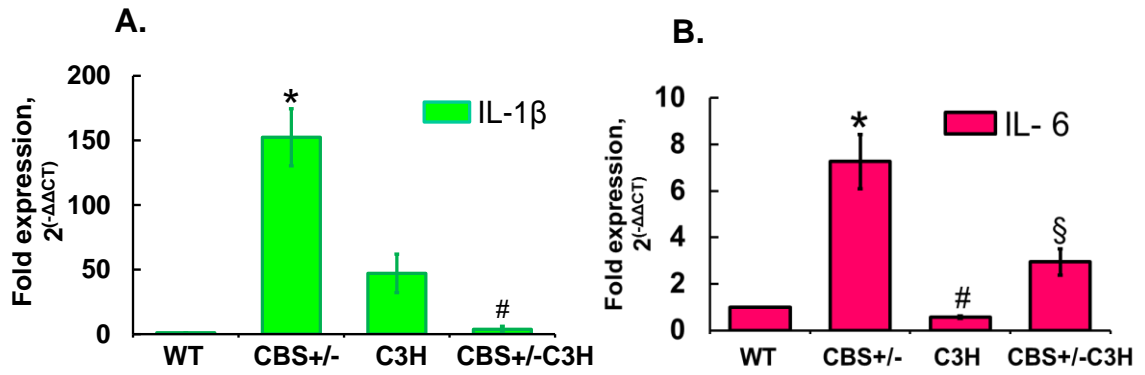 A.
Fold expression,
2(-ΔΔCT)
200
150
100
50
0
*
#
IL-1β
WT CBS+/- C3H CBS+/-C3H
B.
Fold expression,
2(-ΔΔCT)
10
8
6
4
2
0
*
#
§
IL- 6
WT CBS+/- C3H CBS+/-C3H